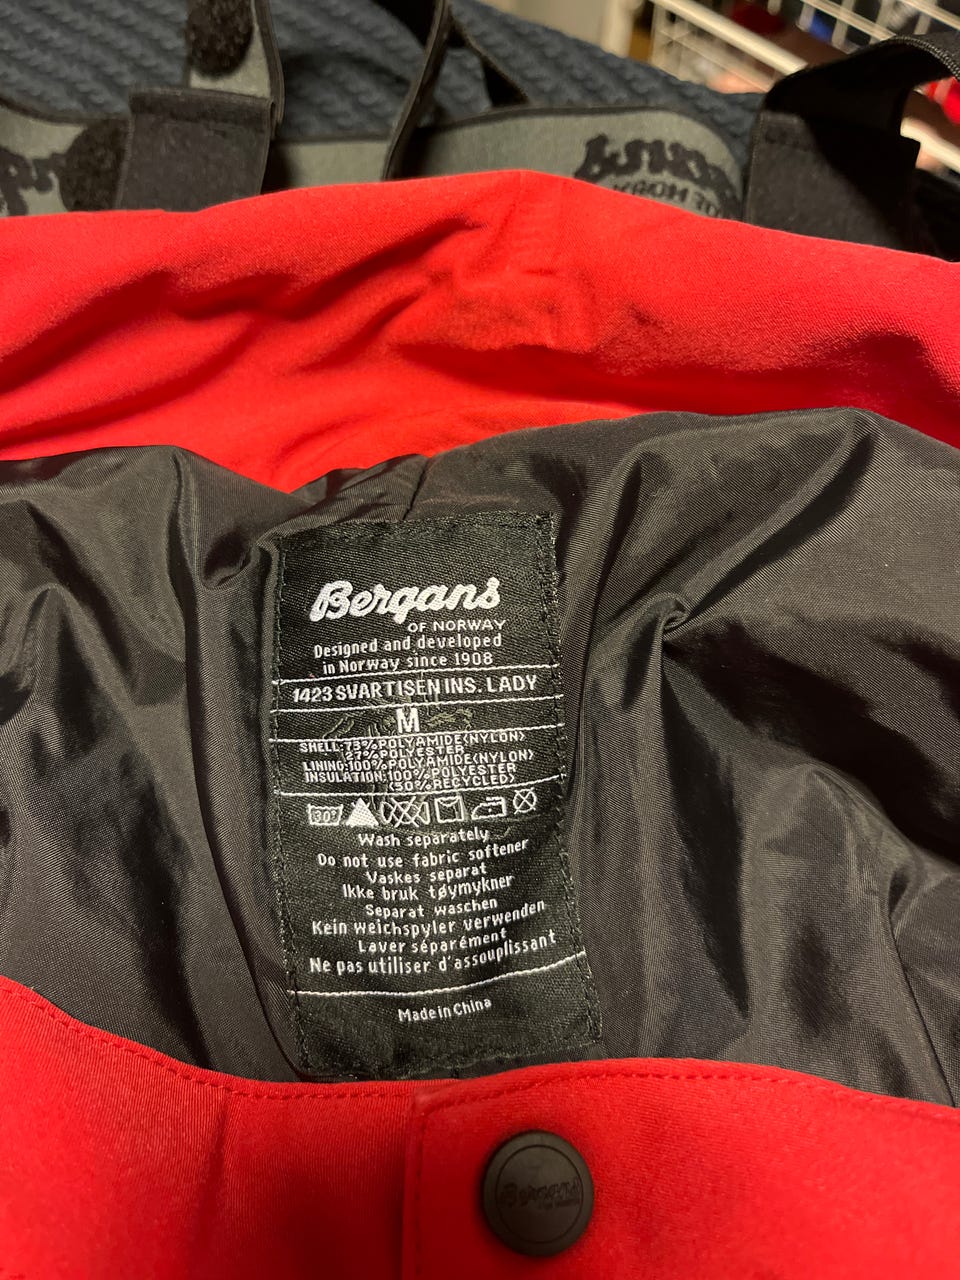 Bergans
OF NORWAY
Designed and developed
in Norway since 1908
1423 SVARTISEN INS. LADY
M
SHELL:73%POLYAMIDE(NYLON)
27%POLYESTER
LINING:100%POLYAMIDE(NYLON)
INSULATION:100%POLYESTER
(50%RECYCLED)
30°
Wash separately
Do not use fabric softener
Vaskes separat
Ikke bruk tøymykner
Separat waschen
Kein weichspyler verwenden
Laver séparément
Ne pas utiliser d'assouplissant
Made in China
Bergans